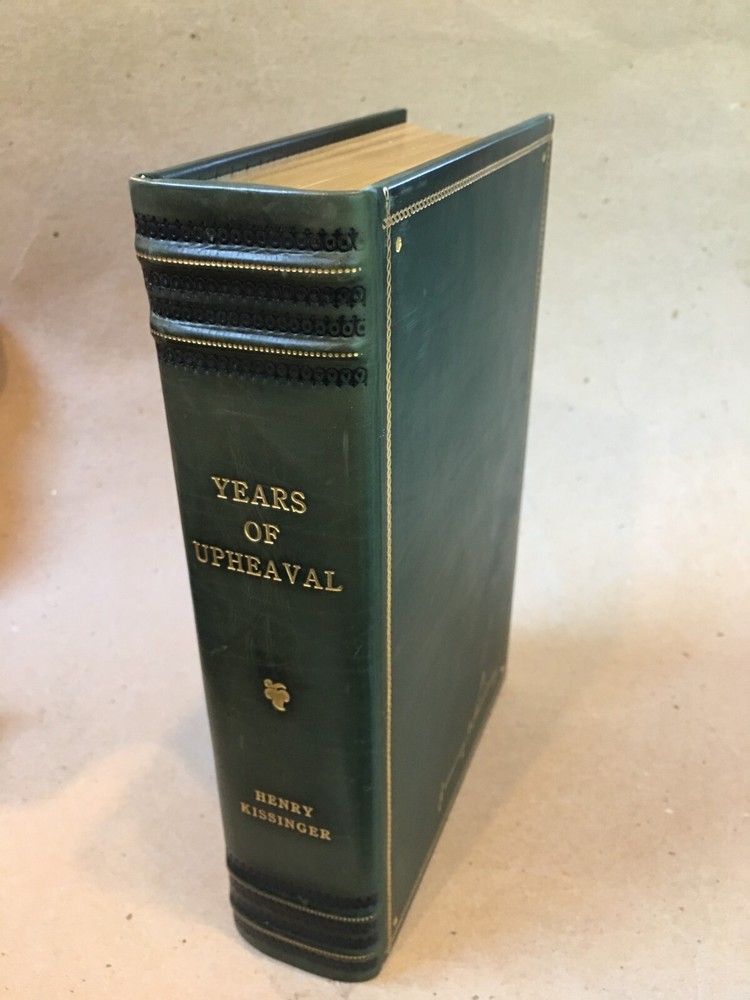 YEARS
OF
UPHEAVAL
HENRY
KISSINGER